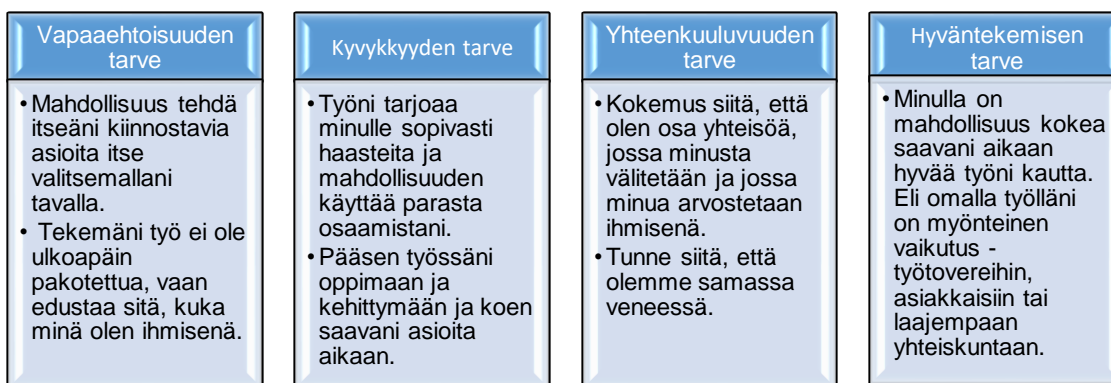 Vapaaehtoisuuden
tarve
• Mahdollisuus tehdä
itseäni kiinnostavia
asioita itse
valitsemallani
tavalla.
• Tekemäni työ ei ole
ulkoapäin
pakotettua, vaan
edustaa sitä, kuka
minä olen ihmisenä.
Kyvykkyyden tarve
• Työni tarjoaa
minulle sopivasti
haasteita ja
mahdollisuuden
käyttää parasta
osaamistani.
• Pääsen työssäni
oppimaan ja
kehittymään ja koen
saavani asioita
aikaan.
Yhteenkuuluvuuden
tarve
• Kokemus siitä, että
olen osa yhteisöä,
jossa minusta
välitetään ja jossa
minua arvostetaan
ihmisenä.
• Tunne siitä, että
olemme samassa
veneessä.
Hyväntekemisen
tarve
• Minulla on
mahdollisuus kokea
saavani aikaan
hyvää työni kautta.
Eli omalla työlläni
on myönteinen
vaikutus -
työtovereihin,
asiakkaisiin tai
laajempaan
yhteiskuntaan.